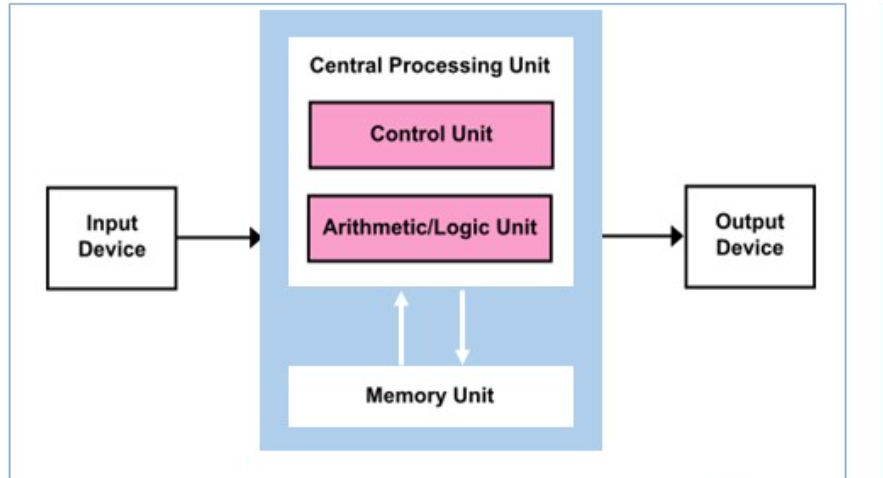 Central Processing Unit
Control Unit
Input
Device
Arithmetic/Logic Unit
Output
Device
Memory Unit